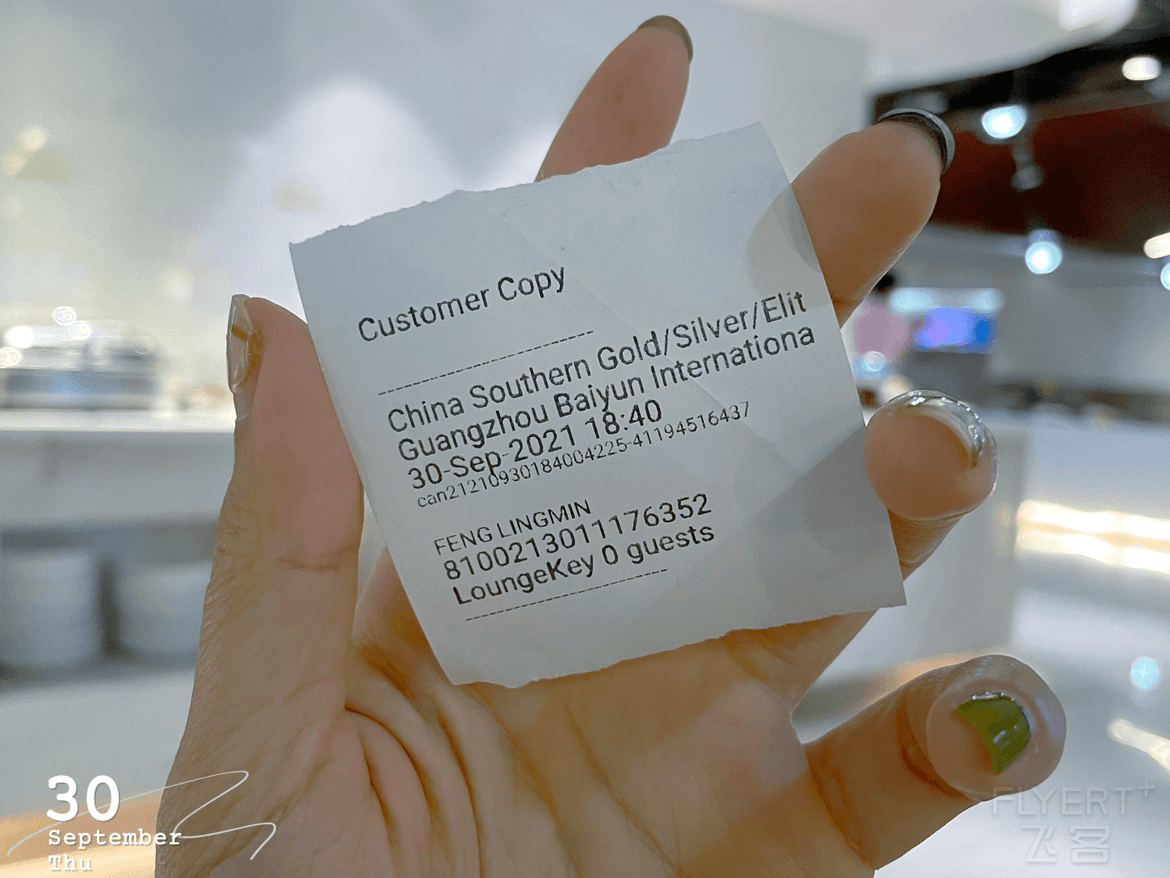 Customer Copy
China Southern Gold/Silver/Elit
Guangzhou Baiyun Internationa
30-Sep-2021 18:40
can21210930184004225-41194516437
FENG LINGMIN
8100213011176352
LoungeKey 0 guests
30
September
Thu
FLYERT+
飞客